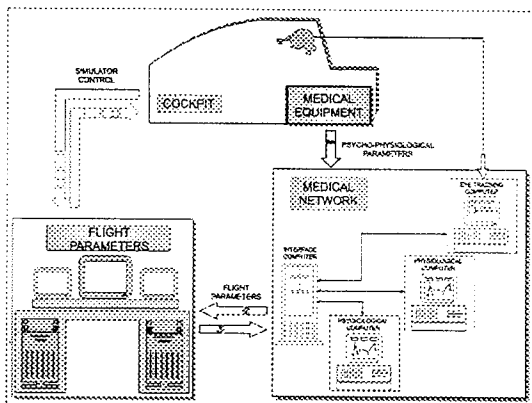 SIMULATOR
CONTROL
COCKPIT
MEDICAL
EQUIPMENT
PSYCHO-PHYSIOLOGICAL
PARAMETERS
MEDICAL
NETWORK
EYE TRACKING
COMPUTER
FLIGHT
PARAMETERS
INTERFACE
COMPUTER
PHYSIOLOGICAL
COMPUTER
FLIGHT
PARAMETERS
PHYSIOLOGICAL
COMPUTER